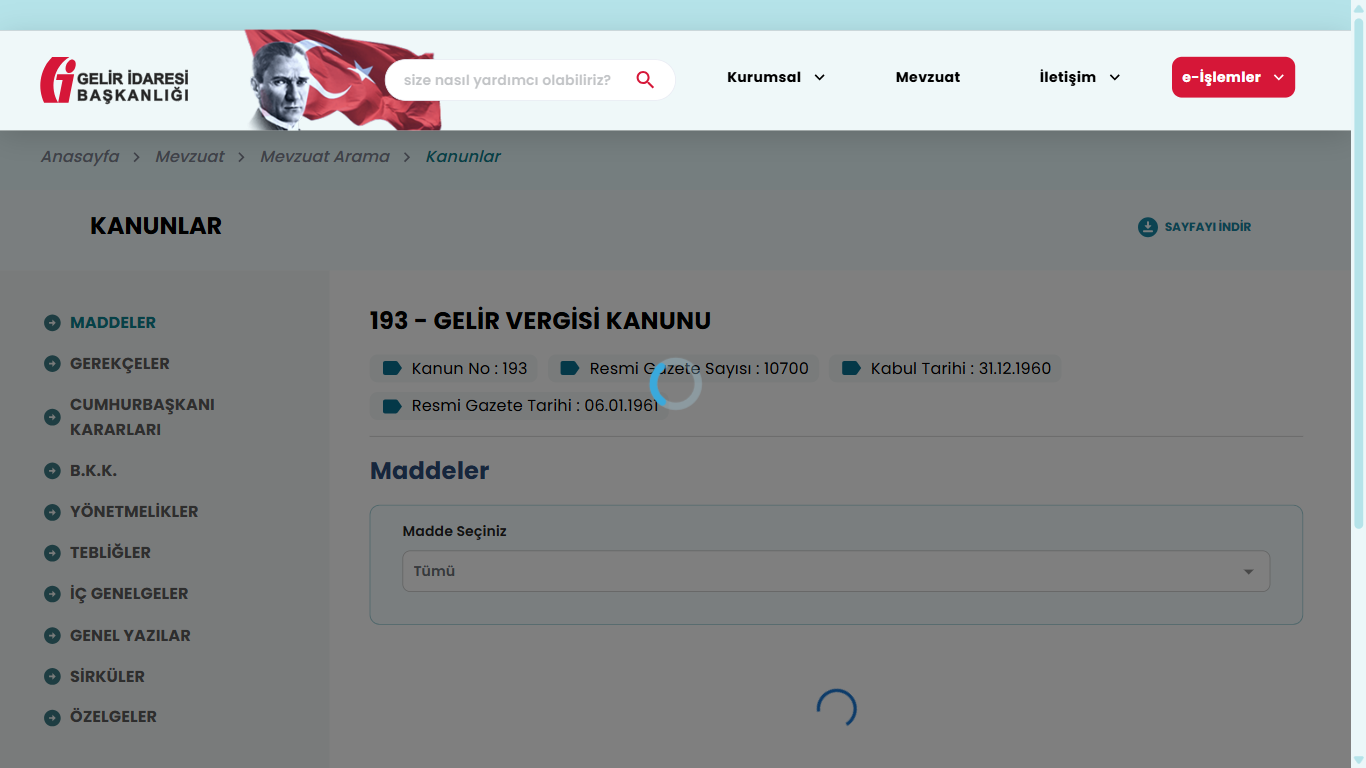 GELİR İDARESİ
BAŞKANLIĞI
size nasıl yardımcı olabiliriz?
Kurumsal
Mevzuat
İletişim
e-İşlemler
Anasayfa > Mevzuat > Mevzuat Arama > Kanunlar
KANUNLAR
SAYFAYI İNDİR
MADDELER
GEREKÇELER
CUMHURBAŞKANI
KARARLARI
B.K.K.
YÖNETMELİKLER
TEBLİĞLER
İÇ GENELGELER
GENEL YAZILAR
SİRKÜLER
ÖZELGELER
193 - GELİR VERGİSİ KANUNU
Kanun No : 193
Resmi Gazete Sayısı : 10700
Kabul Tarihi : 31.12.1960
Resmi Gazete Tarihi : 06.01.1961
Maddeler
Madde Seçiniz
Tümü